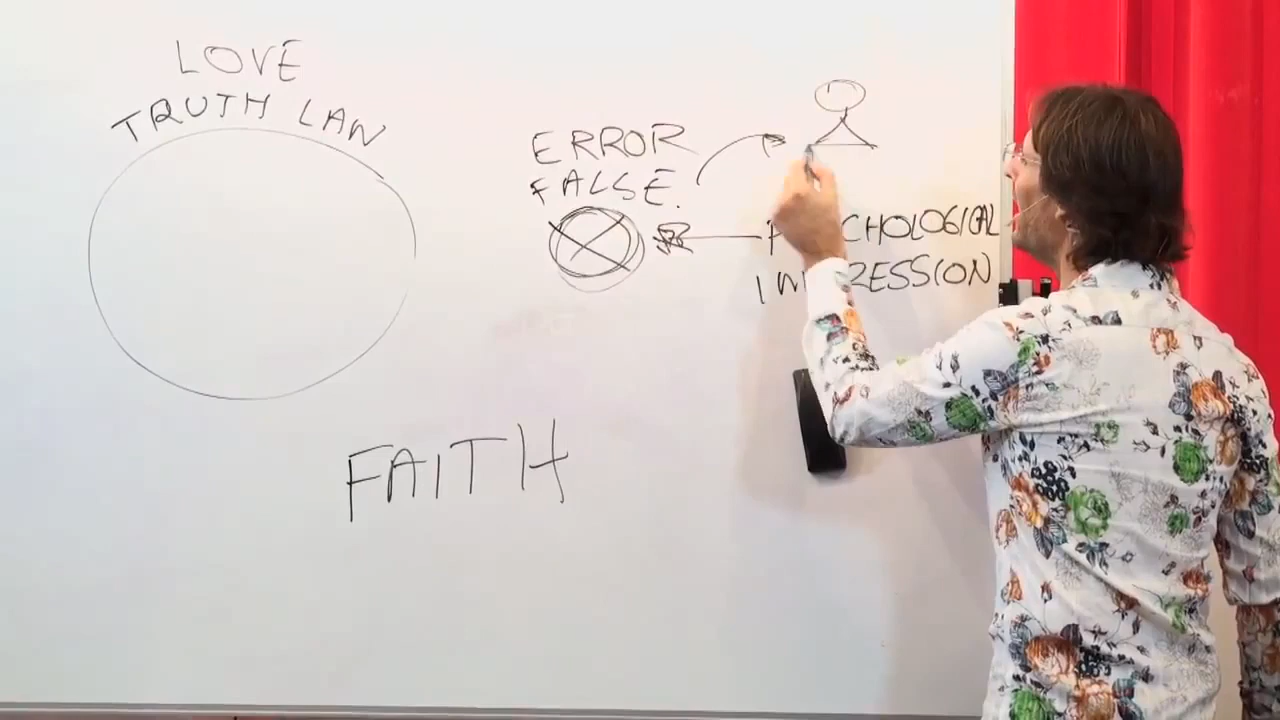 LOVE
TRUTH LAW
ERROR
FALSE.
PSYCHOLOGICAL
IMPRESSION
FAITH